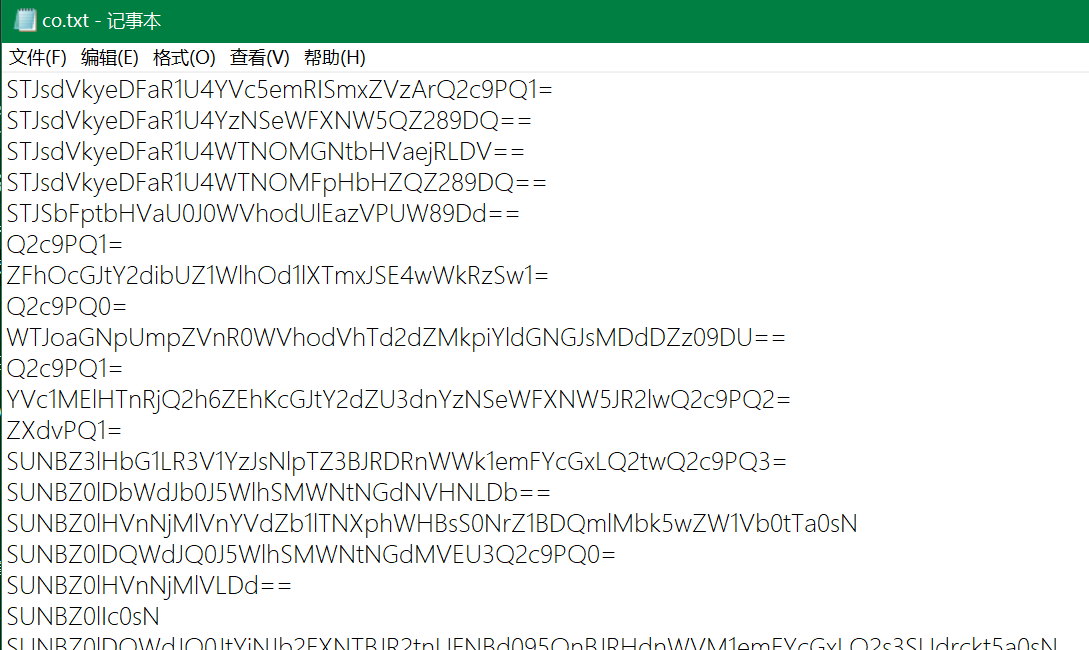 co.txt - 记事本
文件(F) 编辑(E) 格式(O) 查看(V) 帮助(H)
STJsdVkyeDFaR1U4YVc5emRISmxZVzArQ2c9PQ1=
STJsdVkyeDFaR1U4YzNSeWFXNW5QZ289DQ==
STJsdVkyeDFaR1U4WTNOMGNtbHVaejRLDV==
STJsdVkyeDFaR1U4WTNOMFpHbHZQZ289DQ==
STJSbFptbHVaU0J0WVhodUlEazVPUW89Dd==
Q2c9PQ1=
ZFhOcGJtY2dibUZ1WlhOd1lXTmxJSE4wWkRzSw1=
Q2c9PQ0=
WTJoaGNpUmpZVnR0WVhodVhTd2dZMkpiYldGNGJsMDdDZz09DU==
Q2c9PQ1=
YVc1MElHTnRjQ2h6ZEhKcGJtY2dZU3dnYzNSeWFXNW5JR2lwQ2c9PQ2=
ZXdvPQ1=
SUNBZ3lHbG1LR3V1YzJsNlpTZ3BJRDRnWWk1emFYcGxLQ2twQ2c9PQ3=
SUNBZ0lDbWdJb0J5WlhSMWNtNGdNVHNLDb==
SUNBZ0lHVnNjMlVnYVdZb1lTNXphWHBsS0NrZ1BDQmlMbk5wZW1Vb0tTa0sN
SUNBZ0lDQWdJQ0J5WlhSMWNtNGdMVEU3Q2c9PQ0=
SUNBZ0lHVnNjMlVLDd==
SUNBZ0lIc0sN